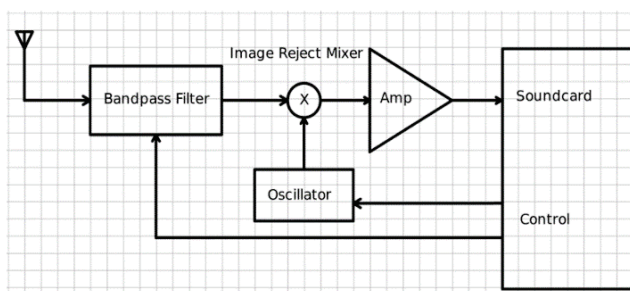 Image Reject Mixer
Bandpass Filter
X
Amp
Soundcard
Oscillator
Control